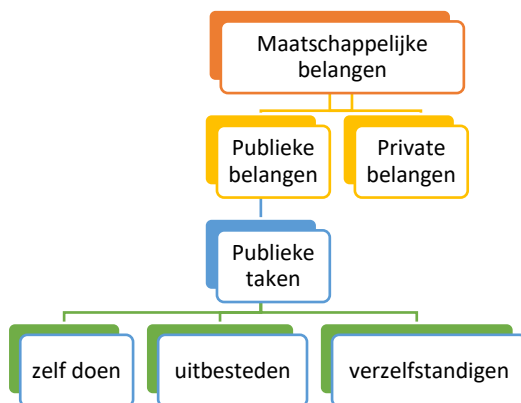 Maatschappelijke
belangen
Publieke
belangen
Private
belangen
Publieke
taken
zelf doen
uitbesteden
verzelfstandigen